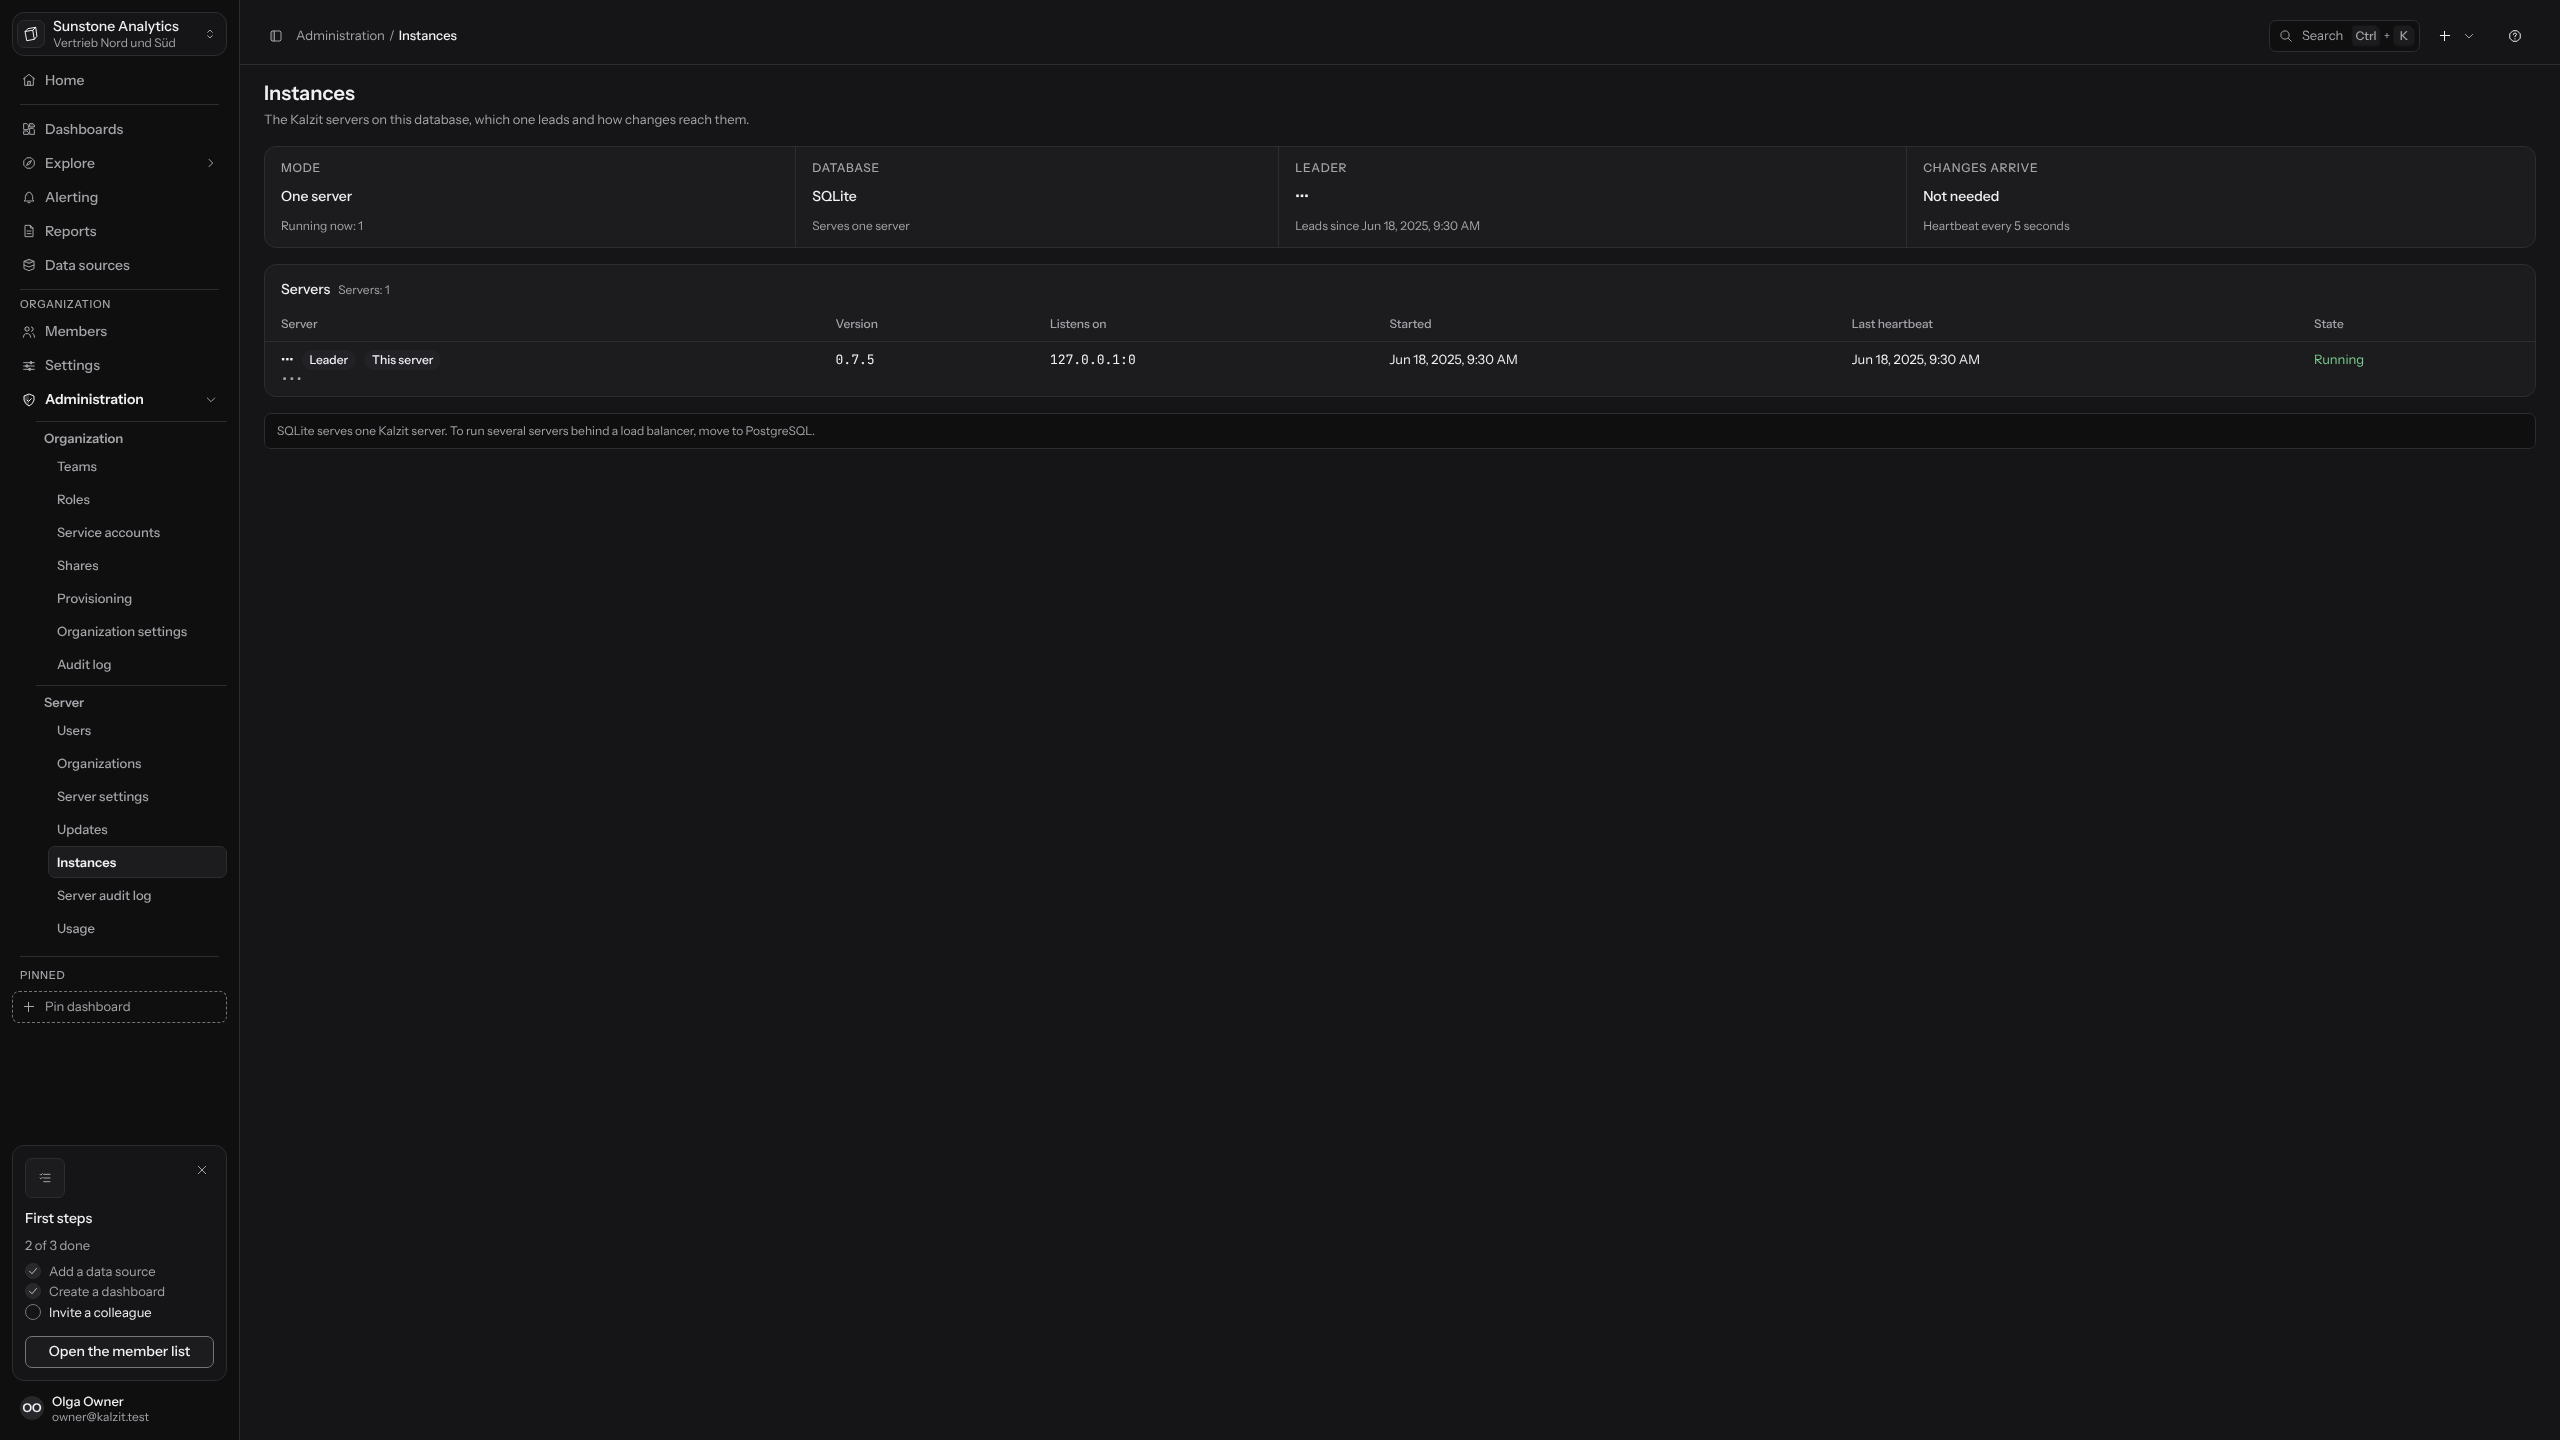 Sunstone Analytics
Vertrieb Nord und Süd
Home
Dashboards
Explore
Alerting
Reports
Data sources
ORGANIZATION
Members
Settings
Administration
Organization
Teams
Roles
Service accounts
Shares
Provisioning
Organization settings
Audit log
Server
Users
Organizations
Server settings
Updates
Instances
Server audit log
Usage
PINNED
Pin dashboard
First steps
2 of 3 done
Add a data source
Create a dashboard
Invite a colleague
Open the member list
OO
Olga Owner
owner@kalzit.test
Administration / Instances
Search Ctrl + K
Instances
The Kalzit servers on this database, which one leads and how changes reach them.
MODE
One server
Running now: 1
DATABASE
SQLite
Serves one server
LEADER
···
Leads since Jun 18, 2025, 9:30 AM
CHANGES ARRIVE
Not needed
Heartbeat every 5 seconds
Servers Servers: 1
Server Version Listens on Started Last heartbeat State
··· Leader This server 0.7.5 127.0.0.1:0 Jun 18, 2025, 9:30 AM Jun 18, 2025, 9:30 AM Running
···
SQLite serves one Kalzit server. To run several servers behind a load balancer, move to PostgreSQL.